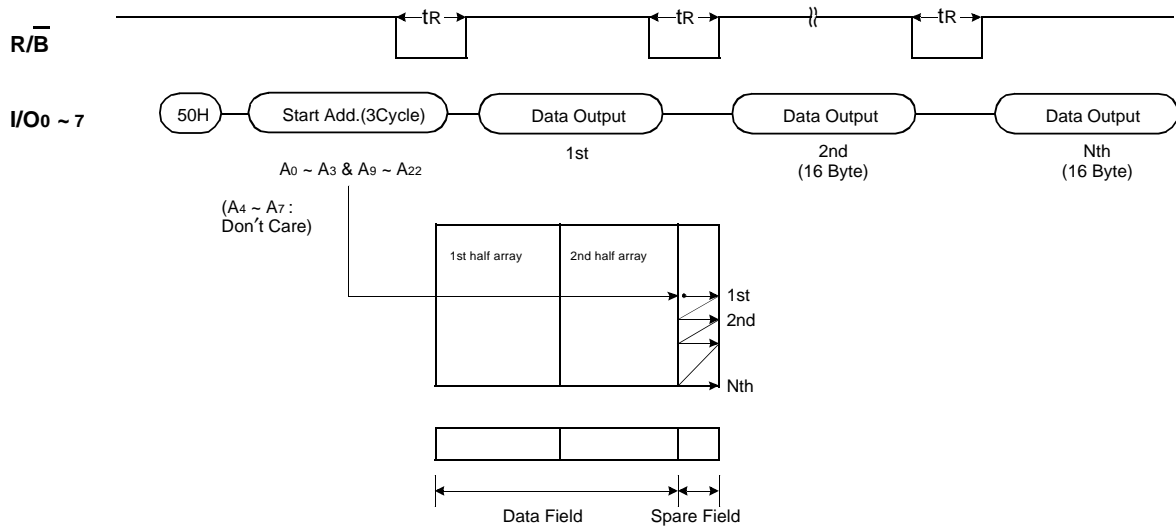 tR tR tR
R/B
50H Start Add.(3Cycle) Data Output Data Output Data Output
I/O0 ~ 7
1st 2nd Nth
(16 Byte) (16 Byte)
A0 ~ A3 & A9 ~ A22
(A4 ~ A7 :
Don′t Care)
1st half array 2nd half array
1st
2nd
Nth
Data Field Spare Field